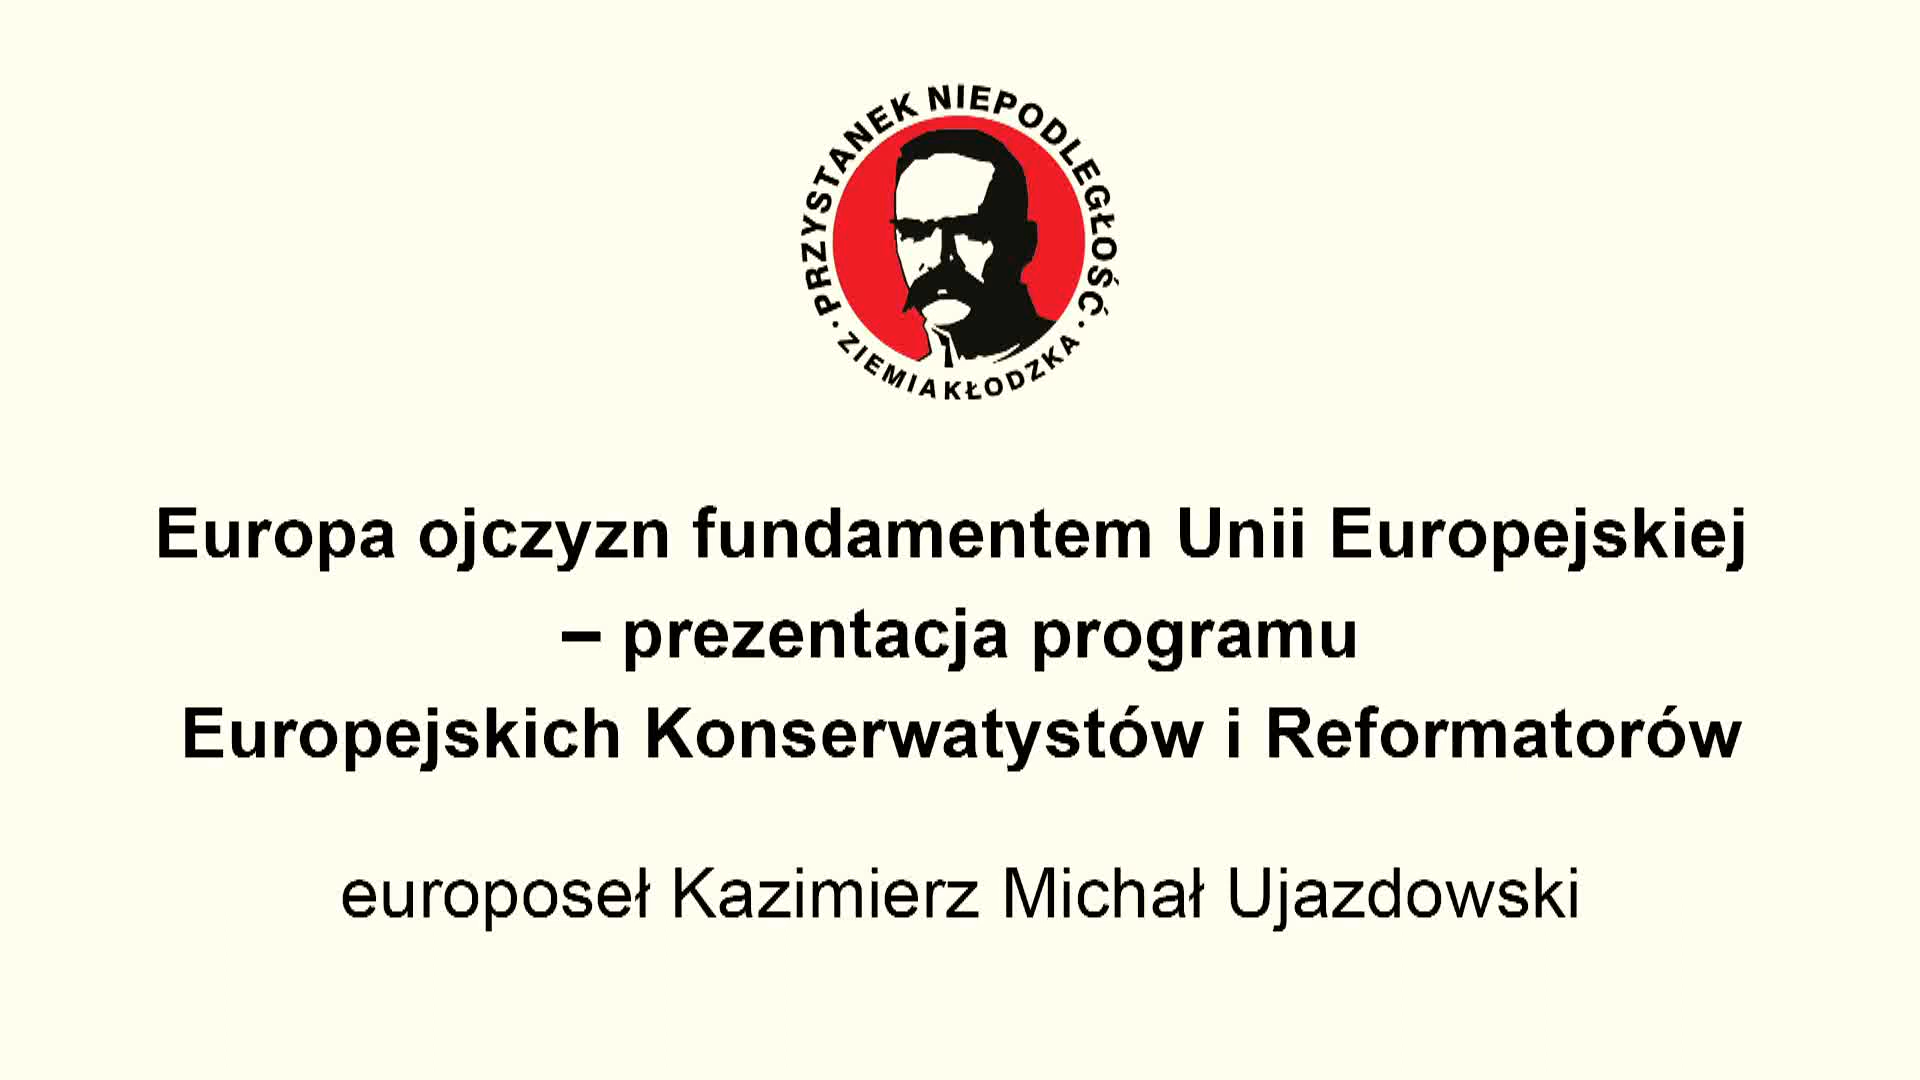 PRZYSTANEK NIEPODLEGŁOŚĆ
· ZIEMIA KŁODZKA ·
Europa ojczyzn fundamentem Unii Europejskiej
– prezentacja programu
Europejskich Konserwatystów i Reformatorów
europoseł Kazimierz Michał Ujazdowski